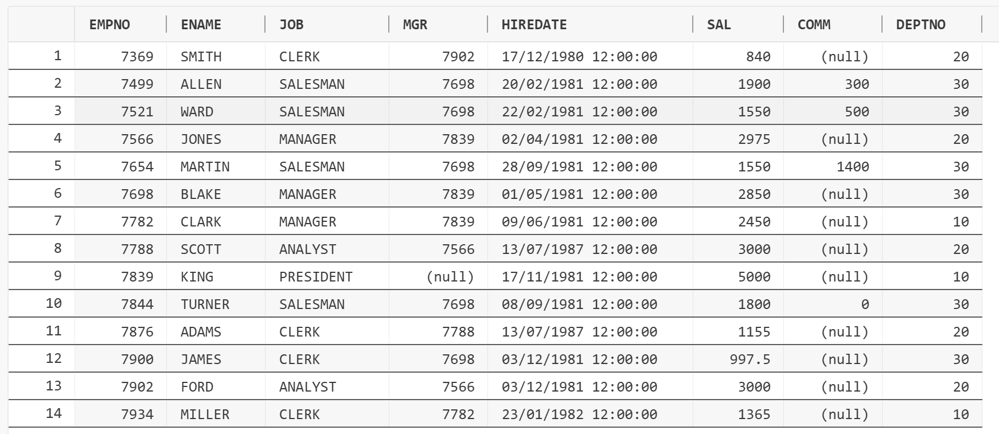 EMPNO ENAME JOB MGR HIREDATE SAL COMM DEPTNO
1 7369 SMITH CLERK 7902 17/12/1980 12:00:00 840 (null) 20
2 7499 ALLEN SALESMAN 7698 20/02/1981 12:00:00 1900 300 30
3 7521 WARD SALESMAN 7698 22/02/1981 12:00:00 1550 500 30
4 7566 JONES MANAGER 7839 02/04/1981 12:00:00 2975 (null) 20
5 7654 MARTIN SALESMAN 7698 28/09/1981 12:00:00 1550 1400 30
6 7698 BLAKE MANAGER 7839 01/05/1981 12:00:00 2850 (null) 30
7 7782 CLARK MANAGER 7839 09/06/1981 12:00:00 2450 (null) 10
8 7788 SCOTT ANALYST 7566 13/07/1987 12:00:00 3000 (null) 20
9 7839 KING PRESIDENT (null) 17/11/1981 12:00:00 5000 (null) 10
10 7844 TURNER SALESMAN 7698 08/09/1981 12:00:00 1800 0 30
11 7876 ADAMS CLERK 7788 13/07/1987 12:00:00 1155 (null) 20
12 7900 JAMES CLERK 7698 03/12/1981 12:00:00 997.5 (null) 30
13 7902 FORD ANALYST 7566 03/12/1981 12:00:00 3000 (null) 20
14 7934 MILLER CLERK 7782 23/01/1982 12:00:00 1365 (null) 10